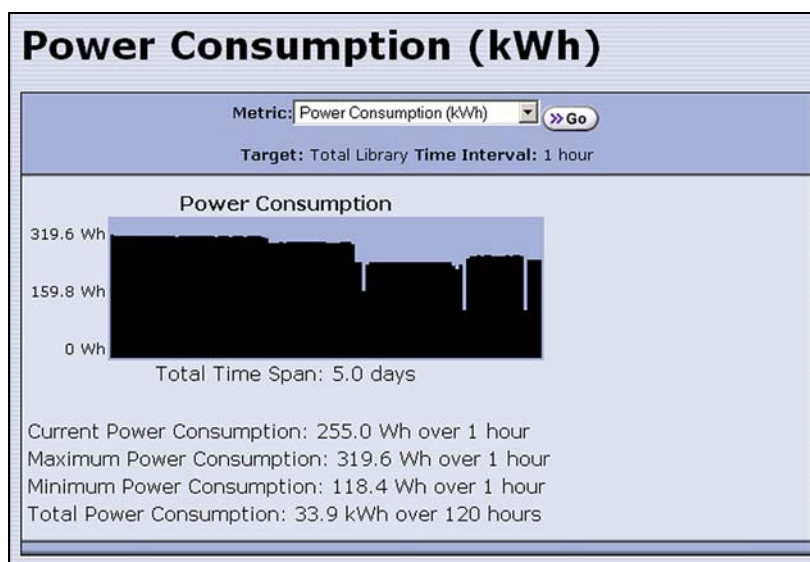 Power Consumption (kWh)
Metric: Power Consumption (kWh) » Go
Target: Total Library Time Interval: 1 hour
Power Consumption
319.6 Wh
159.8 Wh
0 Wh
Total Time Span: 5.0 days
Current Power Consumption: 255.0 Wh over 1 hour
Maximum Power Consumption: 319.6 Wh over 1 hour
Minimum Power Consumption: 118.4 Wh over 1 hour
Total Power Consumption: 33.9 kWh over 120 hours